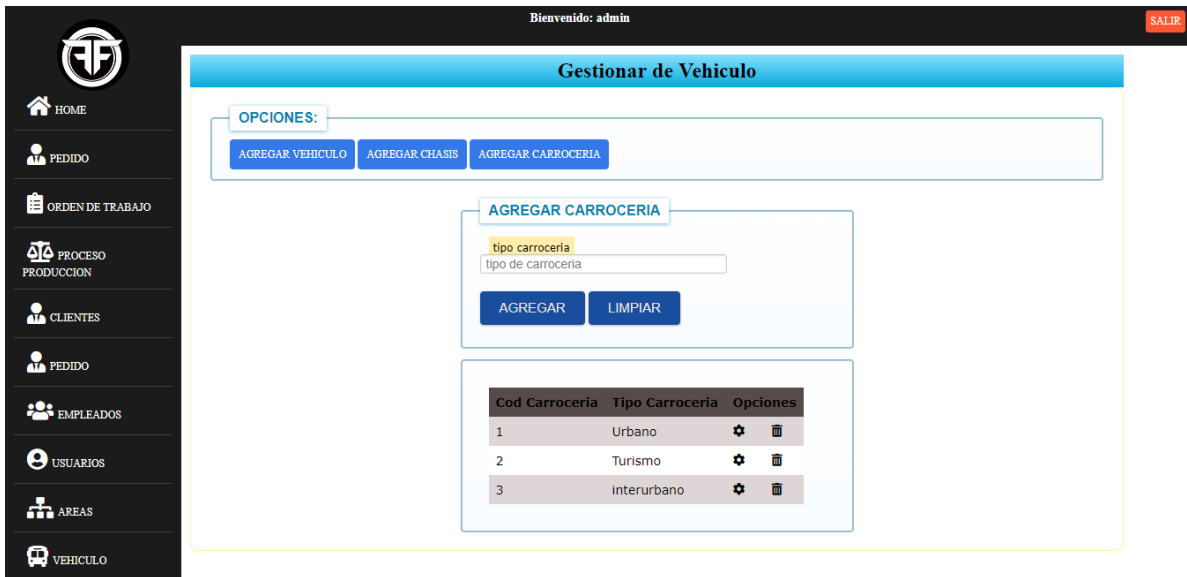 Bienvenido: admin
SALIR
HOME
PEDIDO
ORDEN DE TRABAJO
PROCESO
PRODUCCION
CLIENTES
PEDIDO
EMPLEADOS
USUARIOS
AREAS
VEHICULO
Gestionar de Vehiculo
OPCIONES:
AGREGAR VEHICULO AGREGAR CHASIS AGREGAR CARROCERIA
AGREGAR CARROCERIA
tipo carroceria
tipo de carroceria
AGREGAR LIMPIAR
Cod Carroceria Tipo Carroceria Opciones
1 Urbano
2 Turismo
3 interurbano